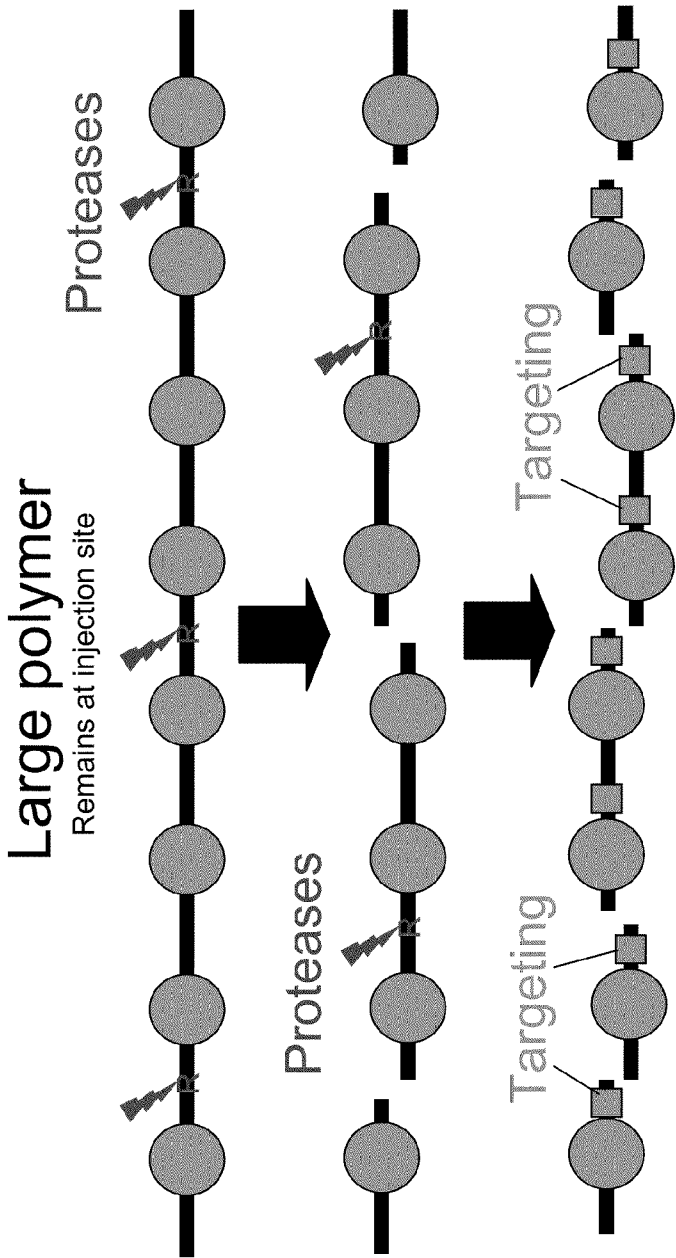 Large polymer
Remains at injection site
Proteases
R R R
Proteases
R R
Targeting Targeting